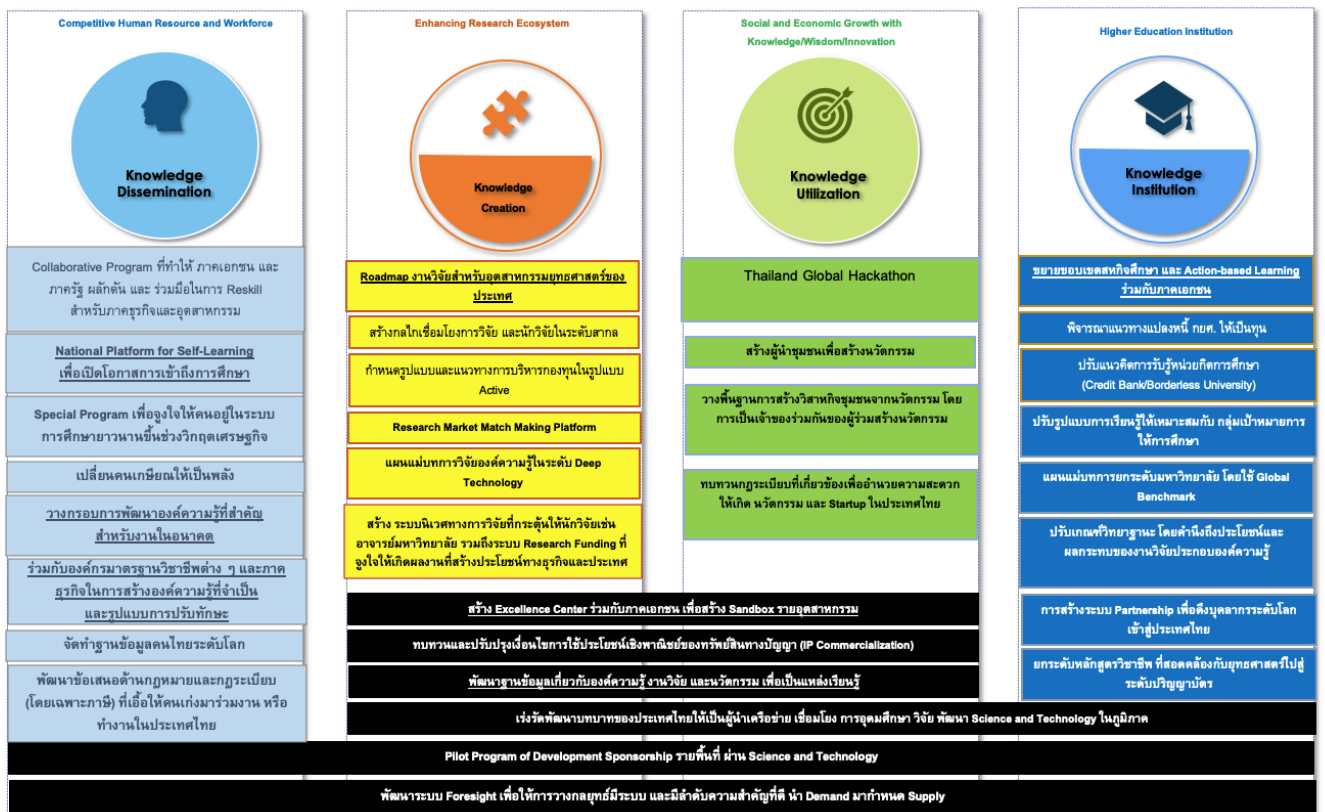 Competitive Human Resource and Workforce
Knowledge
Dissemination
Collaborative Program ที่ทำให้ ภาคเอกชน และ
ภาครัฐ ผลักดัน และ ร่วมมือในการ Reskill
สำหรับภาคธุรกิจและอุตสาหกรรม
National Platform for Self-Learning
เพื่อเปิดโอกาสการเข้าถึงการศึกษา
Special Program เพื่อจูงใจให้คนอยู่ในระบบ
การศึกษายาวนานขึ้นช่วงวิกฤตเศรษฐกิจ
เปลี่ยนคนเกษียณให้เป็นพลัง
วางกรอบการพัฒนาองค์ความรู้ที่สำคัญ
สำหรับงานในอนาคต
ร่วมกับองค์กรมาตรฐานวิชาชีพต่าง ๆ และภาค
ธุรกิจในการสร้างองค์ความรู้ที่จำเป็น
และรูปแบบการปรับทักษะ
จัดทำฐานข้อมูลคนไทยระดับโลก
พัฒนาข้อเสนอด้านกฎหมายและกฎระเบียบ
(โดยเฉพาะภาษี) ที่เอื้อให้คนเก่งมาร่วมงาน หรือ
ทำงานในประเทศไทย
Enhancing Research Ecosystem
Knowledge
Creation
Roadmap งานวิจัยสำหรับอุตสาหกรรมยุทธศาสตร์ของ
ประเทศ
สร้างกลไกเชื่อมโยงการวิจัย และนักวิจัยในระดับสากล
กำหนดรูปแบบและแนวทางการบริหารกองทุนในรูปแบบ
Active
Research Market Match Making Platform
แผนแม่บทการวิจัยองค์ความรู้ในระดับ Deep
Technology
สร้าง ระบบนิเวศทางการวิจัยที่กระตุ้นให้นักวิจัยเช่น
อาจารย์มหาวิทยาลัย รวมถึงระบบ Research Funding ที่
จูงใจให้เกิดผลงานที่สร้างประโยชน์ทางธุรกิจและประเทศ
Social and Economic Growth with
Knowledge/Wisdom/Innovation
Knowledge
Utilization
Thailand Global Hackathon
สร้างผู้นำชุมชนเพื่อสร้างนวัตกรรม
วางพื้นฐานการสร้างวิสาหกิจชุมชนจากนวัตกรรม โดย
การเป็นเจ้าของร่วมกันของผู้ร่วมสร้างนวัตกรรม
ทบทวนกฎระเบียบที่เกี่ยวข้องเพื่ออำนวยความสะดวก
ให้เกิด นวัตกรรม และ Startup ในประเทศไทย
Higher Education Institution
Knowledge
Institution
ขยายขอบเขตสหกิจศึกษา และ Action-based Learning
ร่วมกับภาคเอกชน
พิจารณาแนวทางแปลงหนี้ กยศ. ให้เป็นทุน
ปรับแนวคิดการรับรู้หน่วยกิตการศึกษา
(Credit Bank/Borderless University)
ปรับรูปแบบการเรียนรู้ให้เหมาะสมกับ กลุ่มเป้าหมายการ
ให้การศึกษา
แผนแม่บทการยกระดับมหาวิทยาลัย โดยใช้ Global
Benchmark
ปรับเกณฑ์วิทยาฐานะ โดยคำนึงถึงประโยชน์และ
ผลกระทบของงานวิจัยประกอบองค์ความรู้
การสร้างระบบ Partnership เพื่อดึงบุคลากรระดับโลก
เข้าสู่ประเทศไทย
ยกระดับหลักสูตรวิชาชีพ ที่สอดคล้องกับยุทธศาสตร์ไปสู่
ระดับปริญญาบัตร
สร้าง Excellence Center ร่วมกับภาคเอกชน เพื่อสร้าง Sandbox รายอุตสาหกรรม
ทบทวนและปรับปรุงเงื่อนไขการใช้ประโยชน์เชิงพาณิชย์ของทรัพย์สินทางปัญญา (IP Commercialization)
พัฒนาฐานข้อมูลเกี่ยวกับองค์ความรู้ งานวิจัย และนวัตกรรม เพื่อเป็นแหล่งเรียนรู้
เร่งรัดพัฒนาบทบาทของประเทศไทยให้เป็นผู้นำเครือข่าย เชื่อมโยง การอุดมศึกษา วิจัย พัฒนา Science and Technology ในภูมิภาค
Pilot Program of Development Sponsorship รายพื้นที่ ผ่าน Science and Technology
พัฒนาระบบ Foresight เพื่อให้การวางกลยุทธ์มีระบบ และมีลำดับความสำคัญที่ดี นำ Demand มากำหนด Supply